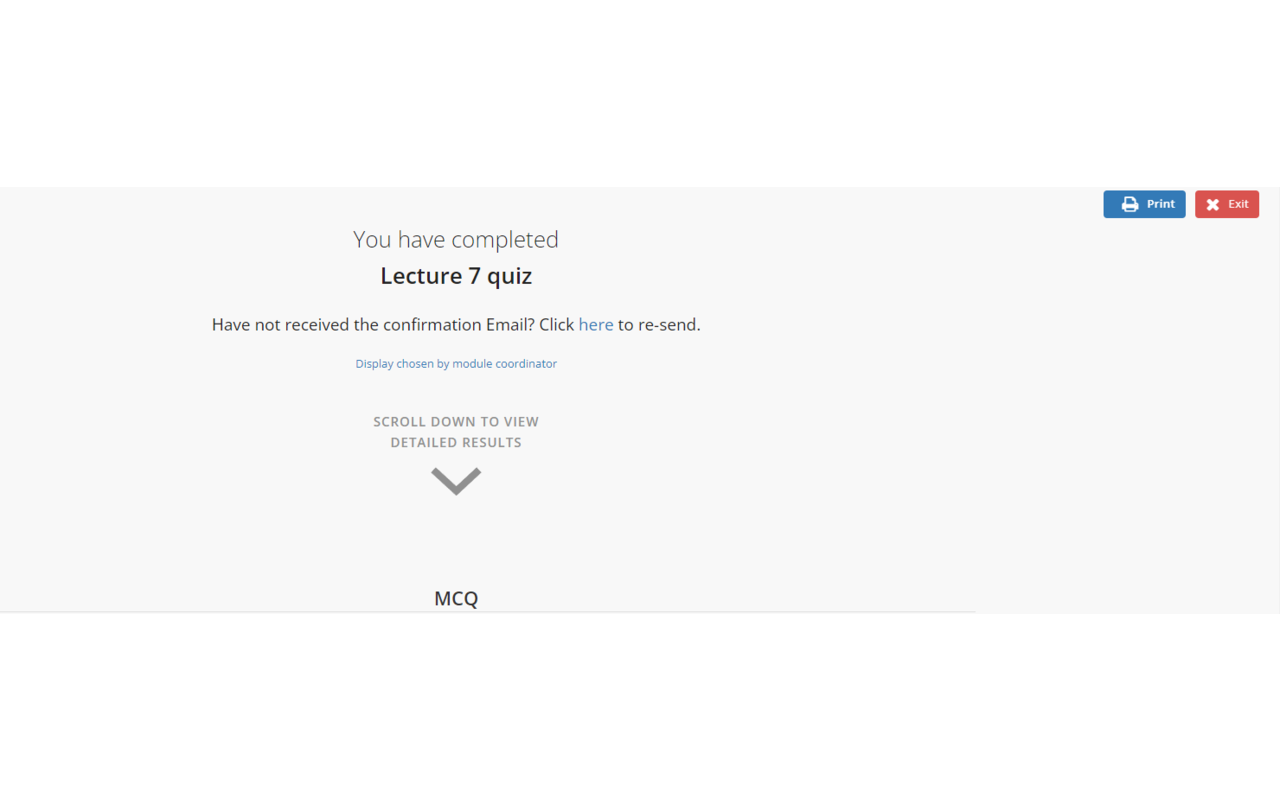 Print
Exit
You have completed
Lecture 7 quiz
Have not received the confirmation Email? Click here to re-send.
Display chosen by module coordinator
SCROLL DOWN TO VIEW
DETAILED RESULTS
MCQ